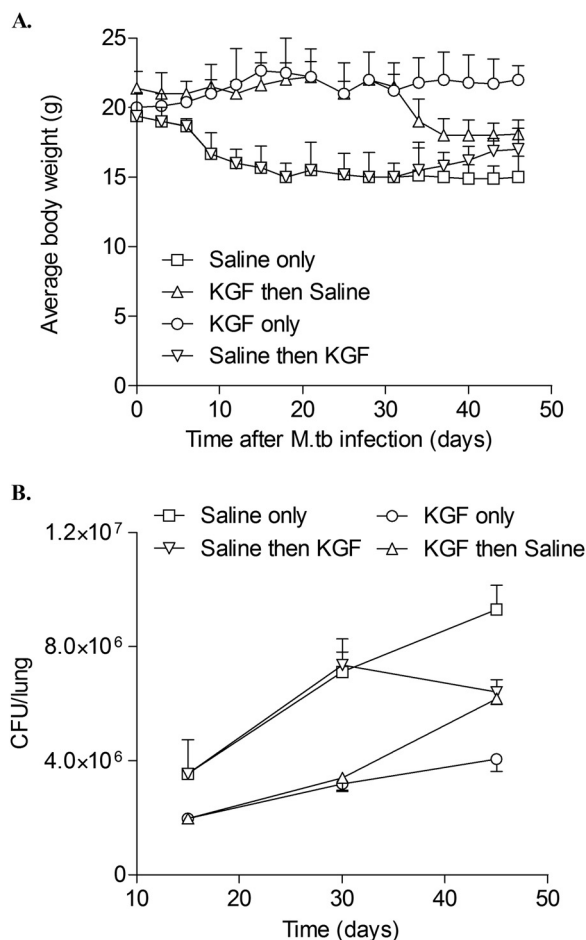 A.
25
20
15
10
5
0
Average body weight (g)
Saline only
KGF then Saline
KGF only
Saline then KGF
0 10 20 30 40 50
Time after M.tb infection (days)
B.
Saline only KGF only
Saline then KGF KGF then Saline
1.2×10⁷
8.0×10⁶
4.0×10⁶
0
CFU/lung
10 20 30 40 50
Time (days)